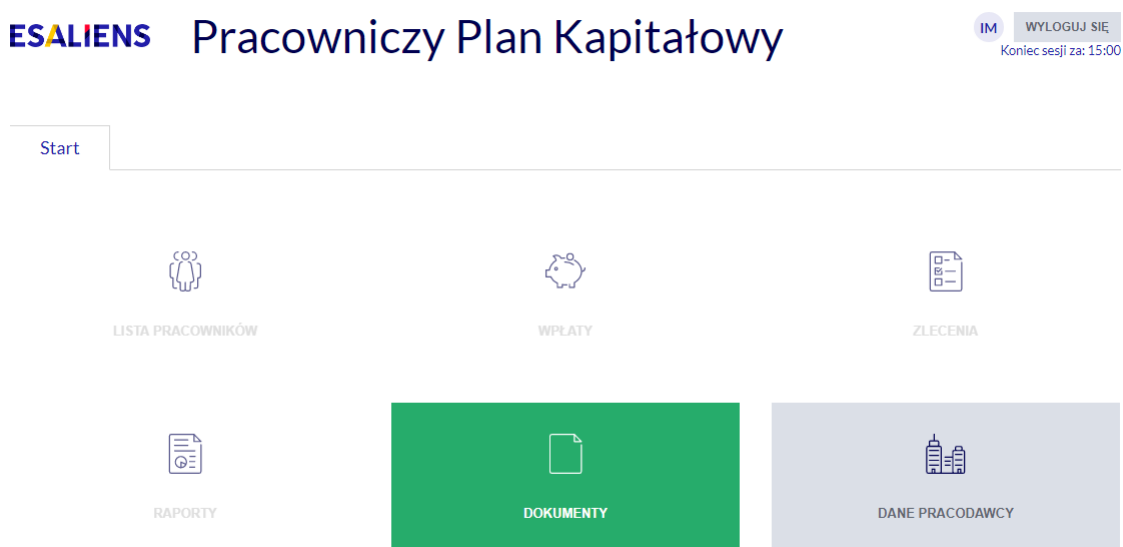 ESALIENS Pracowniczy Plan Kapitałowy
IM WYLOGUJ SIĘ
Koniec sesji za: 15:00
Start
LISTA PRACOWNIKÓW WPŁATY ZLECENIA
RAPORTY DOKUMENTY DANE PRACODAWCY